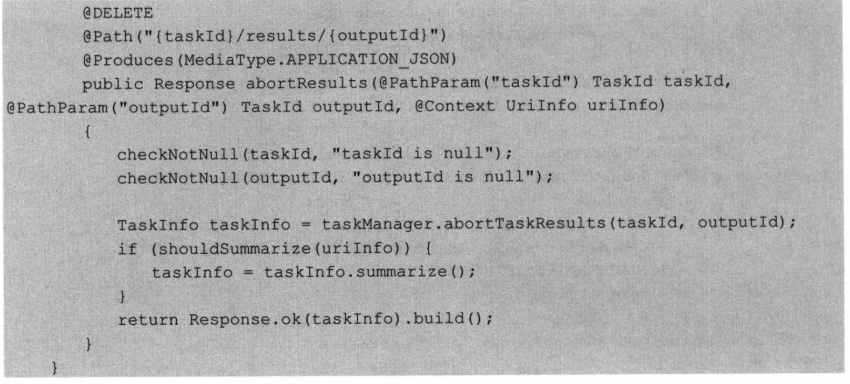 @DELETE
@Path("{taskId}/results/{outputId}")
@Produces(MediaType.APPLICATION_JSON)
public Response abortResults(@PathParam("taskId") TaskId taskId,
@PathParam("outputId") TaskId outputId, @Context UriInfo uriInfo)
{
checkNotNull(taskId, "taskId is null");
checkNotNull(outputId, "outputId is null");
TaskInfo taskInfo = taskManager.abortTaskResults(taskId, outputId);
if (shouldSummarize(uriInfo)) {
taskInfo = taskInfo.summarize();
}
return Response.ok(taskInfo).build();
}
}